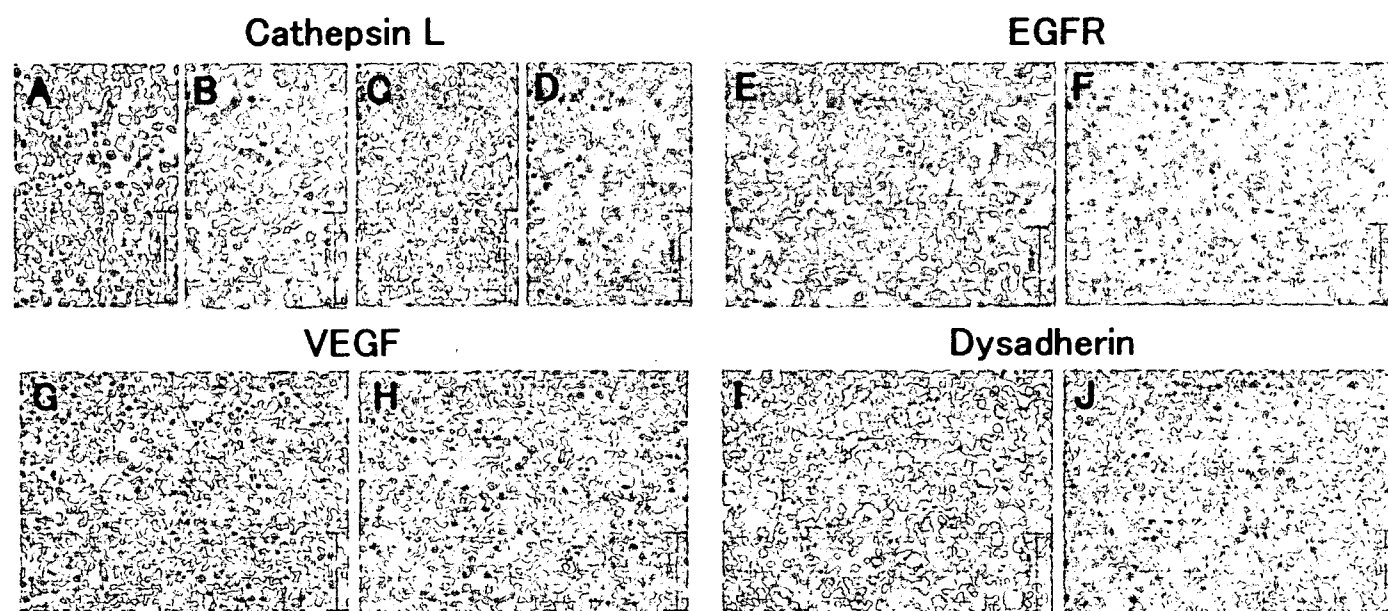 Cathepsin L
EGFR
A B C D E F
VEGF
Dysadherin
G H I J